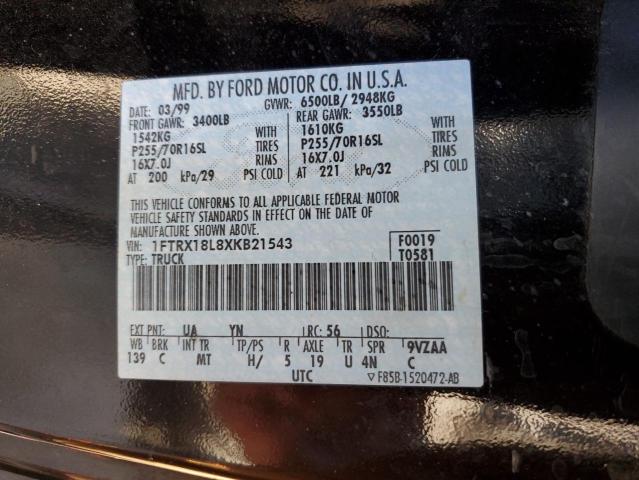 MFD. BY FORD MOTOR CO. IN U.S.A.
DATE: 03/99 GVWR: 6500LB/ 2948KG
FRONT GAWR: 3400LB REAR GAWR: 3550LB
1542KG WITH 1610KG WITH
P255/70R16SL TIRES P255/70R16SL TIRES
16X7.0J RIMS 16X7.0J RIMS
AT 200 kPa/29 PSI COLD AT 221 kPa/32 PSI COLD
THIS VEHICLE CONFORMS TO ALL APPLICABLE FEDERAL MOTOR
VEHICLE SAFETY STANDARDS IN EFFECT ON THE DATE OF
MANUFACTURE SHOWN ABOVE.
VIN: 1FTRX18L8XKB21543 F0019
TYPE: TRUCK T0581
EXT PNT: UA YN RC: 56 DSO:
WB BRK INT TR TP/PS R AXLE TR SPR 9VZAA
139 C MT H/ 5 19 U 4N C
UTC F85B-1520472-AB